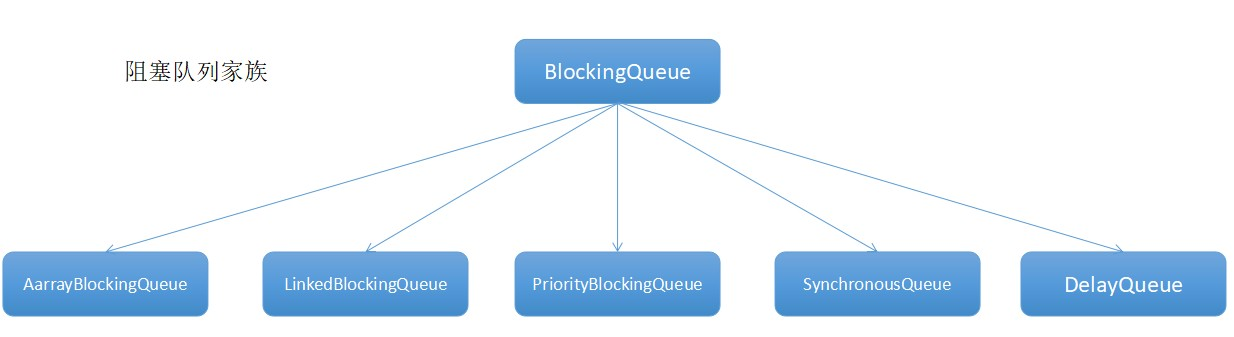 阻塞队列家族
BlockingQueue
AarrayBlockingQueue
LinkedBlockingQueue
PriorityBlockingQueue
SynchronousQueue
DelayQueue